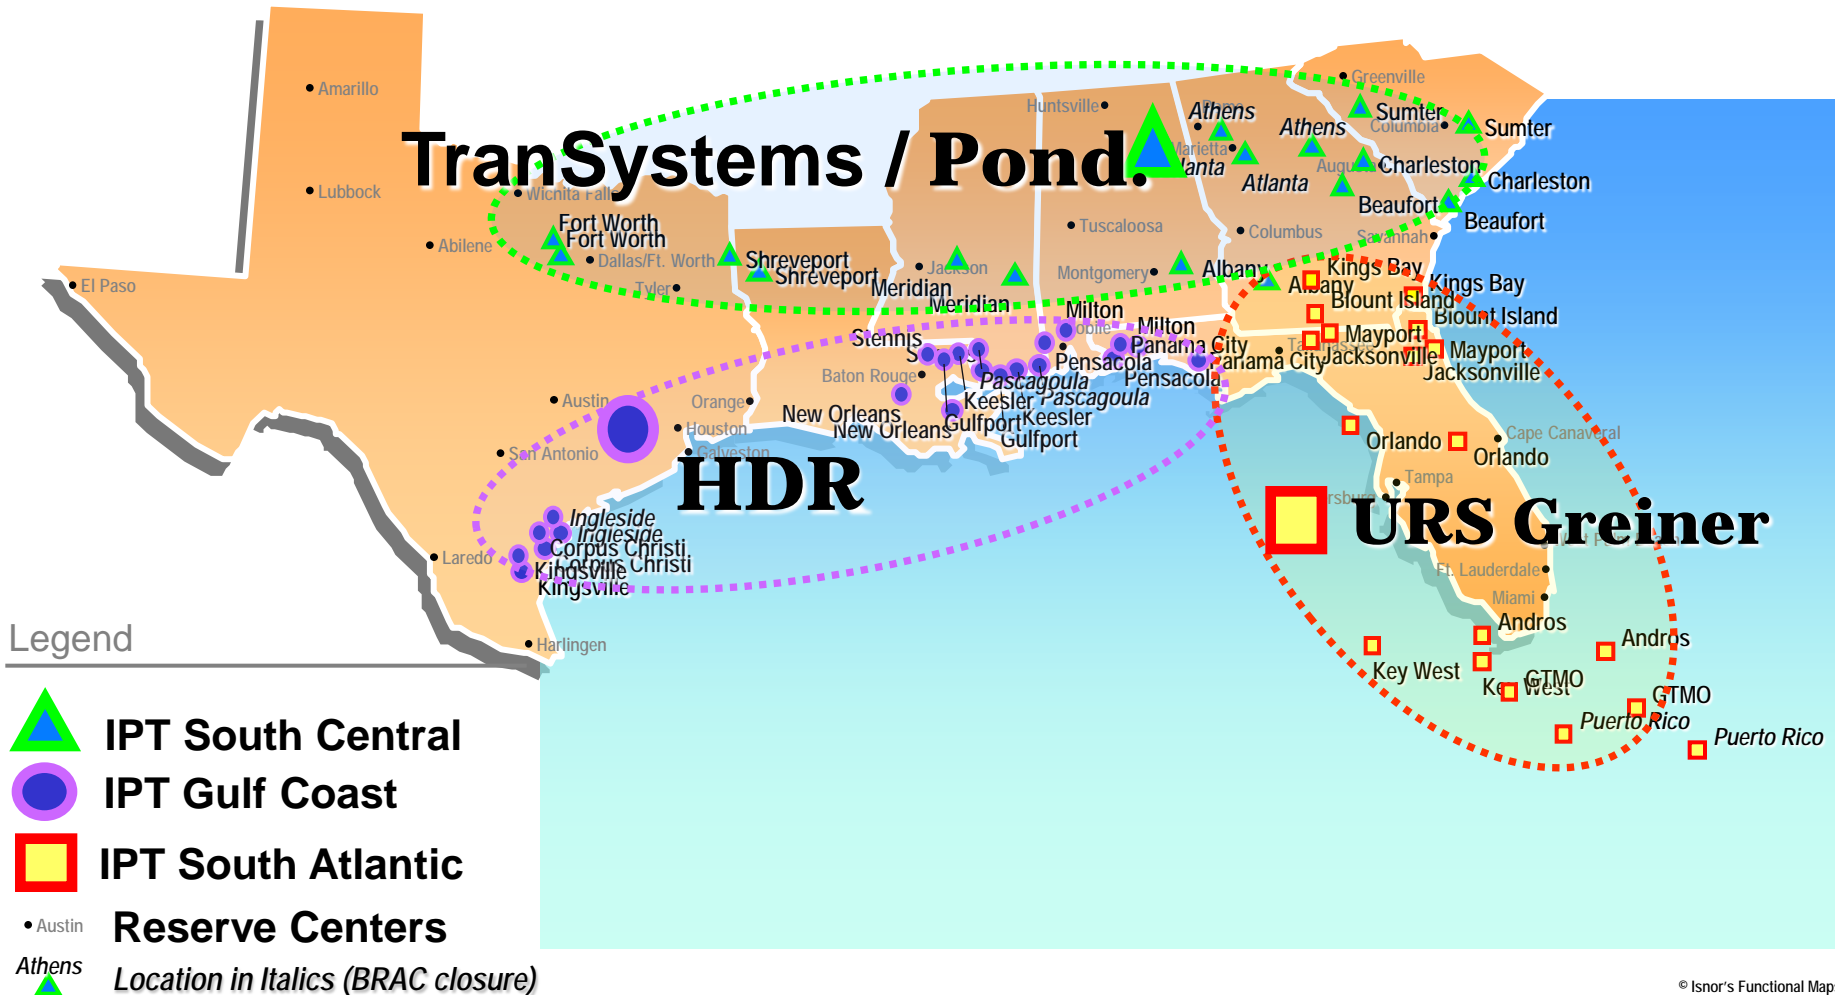 Amarillo
Greenville
Huntsville
Athens
Athens
Sumter
Columbia
Sumter
TranSystems / Pond.
Marietta
Atlanta
Augusta
Charleston
Charleston
Lubbock
Wichita Falls
Beaufort
Beaufort
Fort Worth
Fort Worth
Abilene
Dallas/Ft. Worth
Shreveport
Shreveport
Tuscaloosa
Columbus
Savannah
Jackson
Montgomery
Albany
Albany
Kings Bay
Kings Bay
El Paso
Tyler
Meridian
Meridian
Blount Island
Blount Island
Milton
Milton
Stennis
Mayport
Mayport
Panama City
Panama City
Jacksonville
Jacksonville
Baton Rouge
Pensacola
Pensacola
Pascagoula
Pascagoula
Austin
Orange
Keesler
Keesler
New Orleans
New Orleans
Gulfport
Gulfport
Houston
San Antonio
Galveston
Orlando
Orlando
Cape Canaveral
HDR
Tampa
URS Greiner
Ingleside
Ingleside
Corpus Christi
Corpus Christi
Laredo
Kingsville
Kingsville
Ft. Lauderdale
Miami
Harlingen
Andros
Andros
Key West
Key West
GTMO
GTMO
Puerto Rico
Puerto Rico
Legend
IPT South Central
IPT Gulf Coast
IPT South Atlantic
Austin
Reserve Centers
Athens
Location in Italics (BRAC closure)
© Isnor's Functional Maps